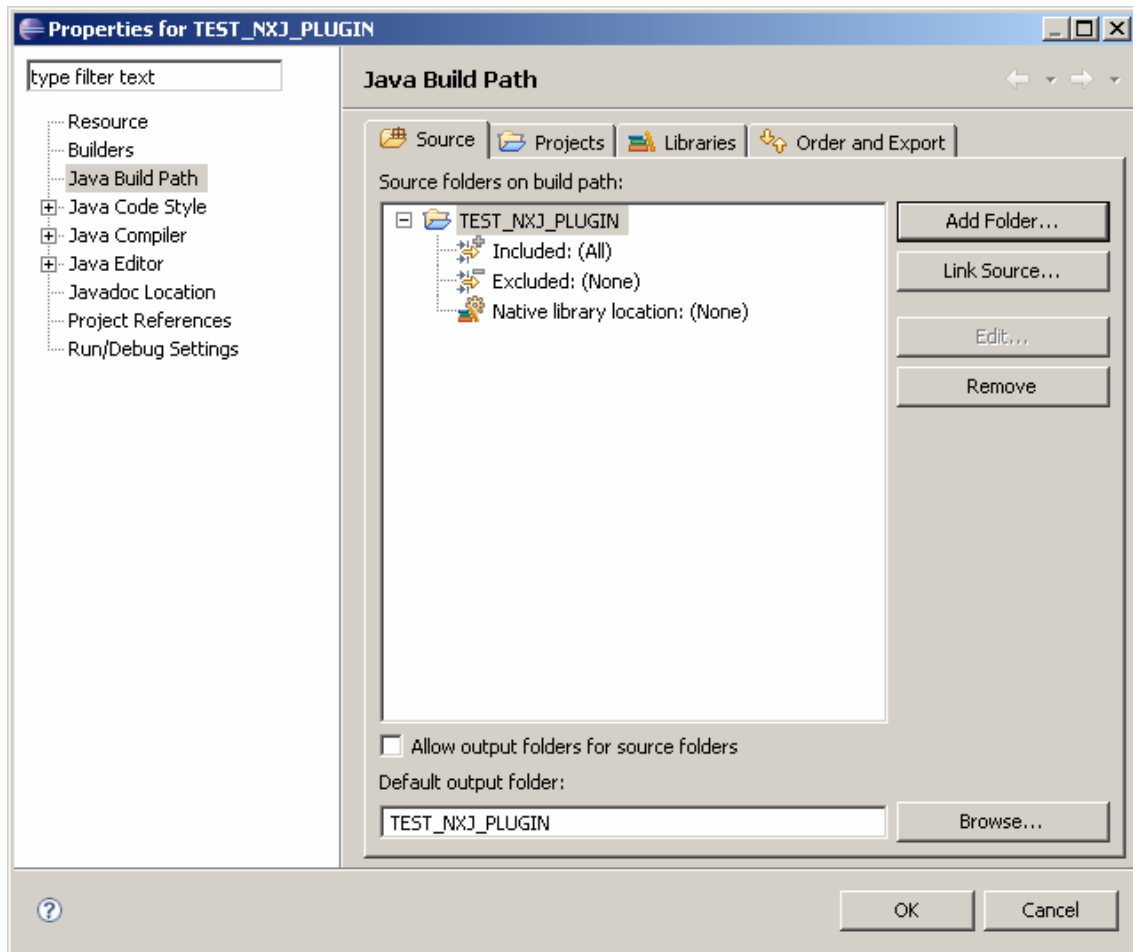 Properties for TEST_NXJ_PLUGIN
type filter text
Resource
Builders
Java Build Path
Java Code Style
Java Compiler
Java Editor
Javadoc Location
Project References
Run/Debug Settings
Java Build Path
Source
Projects
Libraries
Order and Export
Source folders on build path:
TEST_NXJ_PLUGIN
Included: (All)
Excluded: (None)
Native library location: (None)
Add Folder...
Link Source...
Edit...
Remove
Allow output folders for source folders
Default output folder:
TEST_NXJ_PLUGIN
Browse...
OK
Cancel